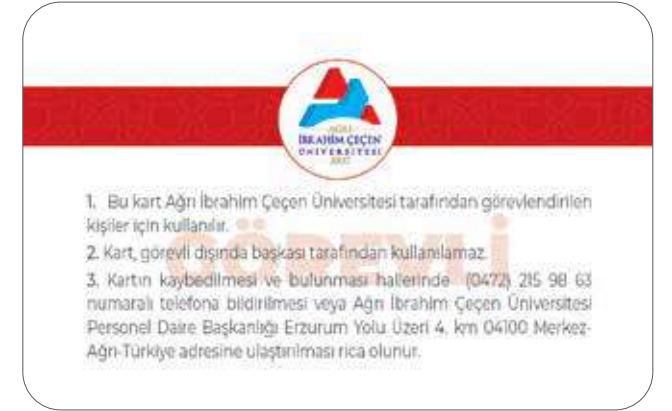 AĞRI
İBRAHİM ÇEÇEN
ÜNİVERSİTESİ
2007
1. Bu kart Ağrı İbrahim Çeçen Üniversitesi tarafından görevlendirilen
kişiler için kullanılır.
2. Kart, görevli dışında başkası tarafından kullanılamaz.
GÖREVLİ
3. Kartın kaybedilmesi ve bulunması hallerinde (0472) 215 98 63
numaralı telefona bildirilmesi veya Ağrı İbrahim Çeçen Üniversitesi
Personel Daire Başkanlığı Erzurum Yolu Üzeri 4. km 04100 Merkez-
Ağrı-Türkiye adresine ulaştırılması rica olunur.